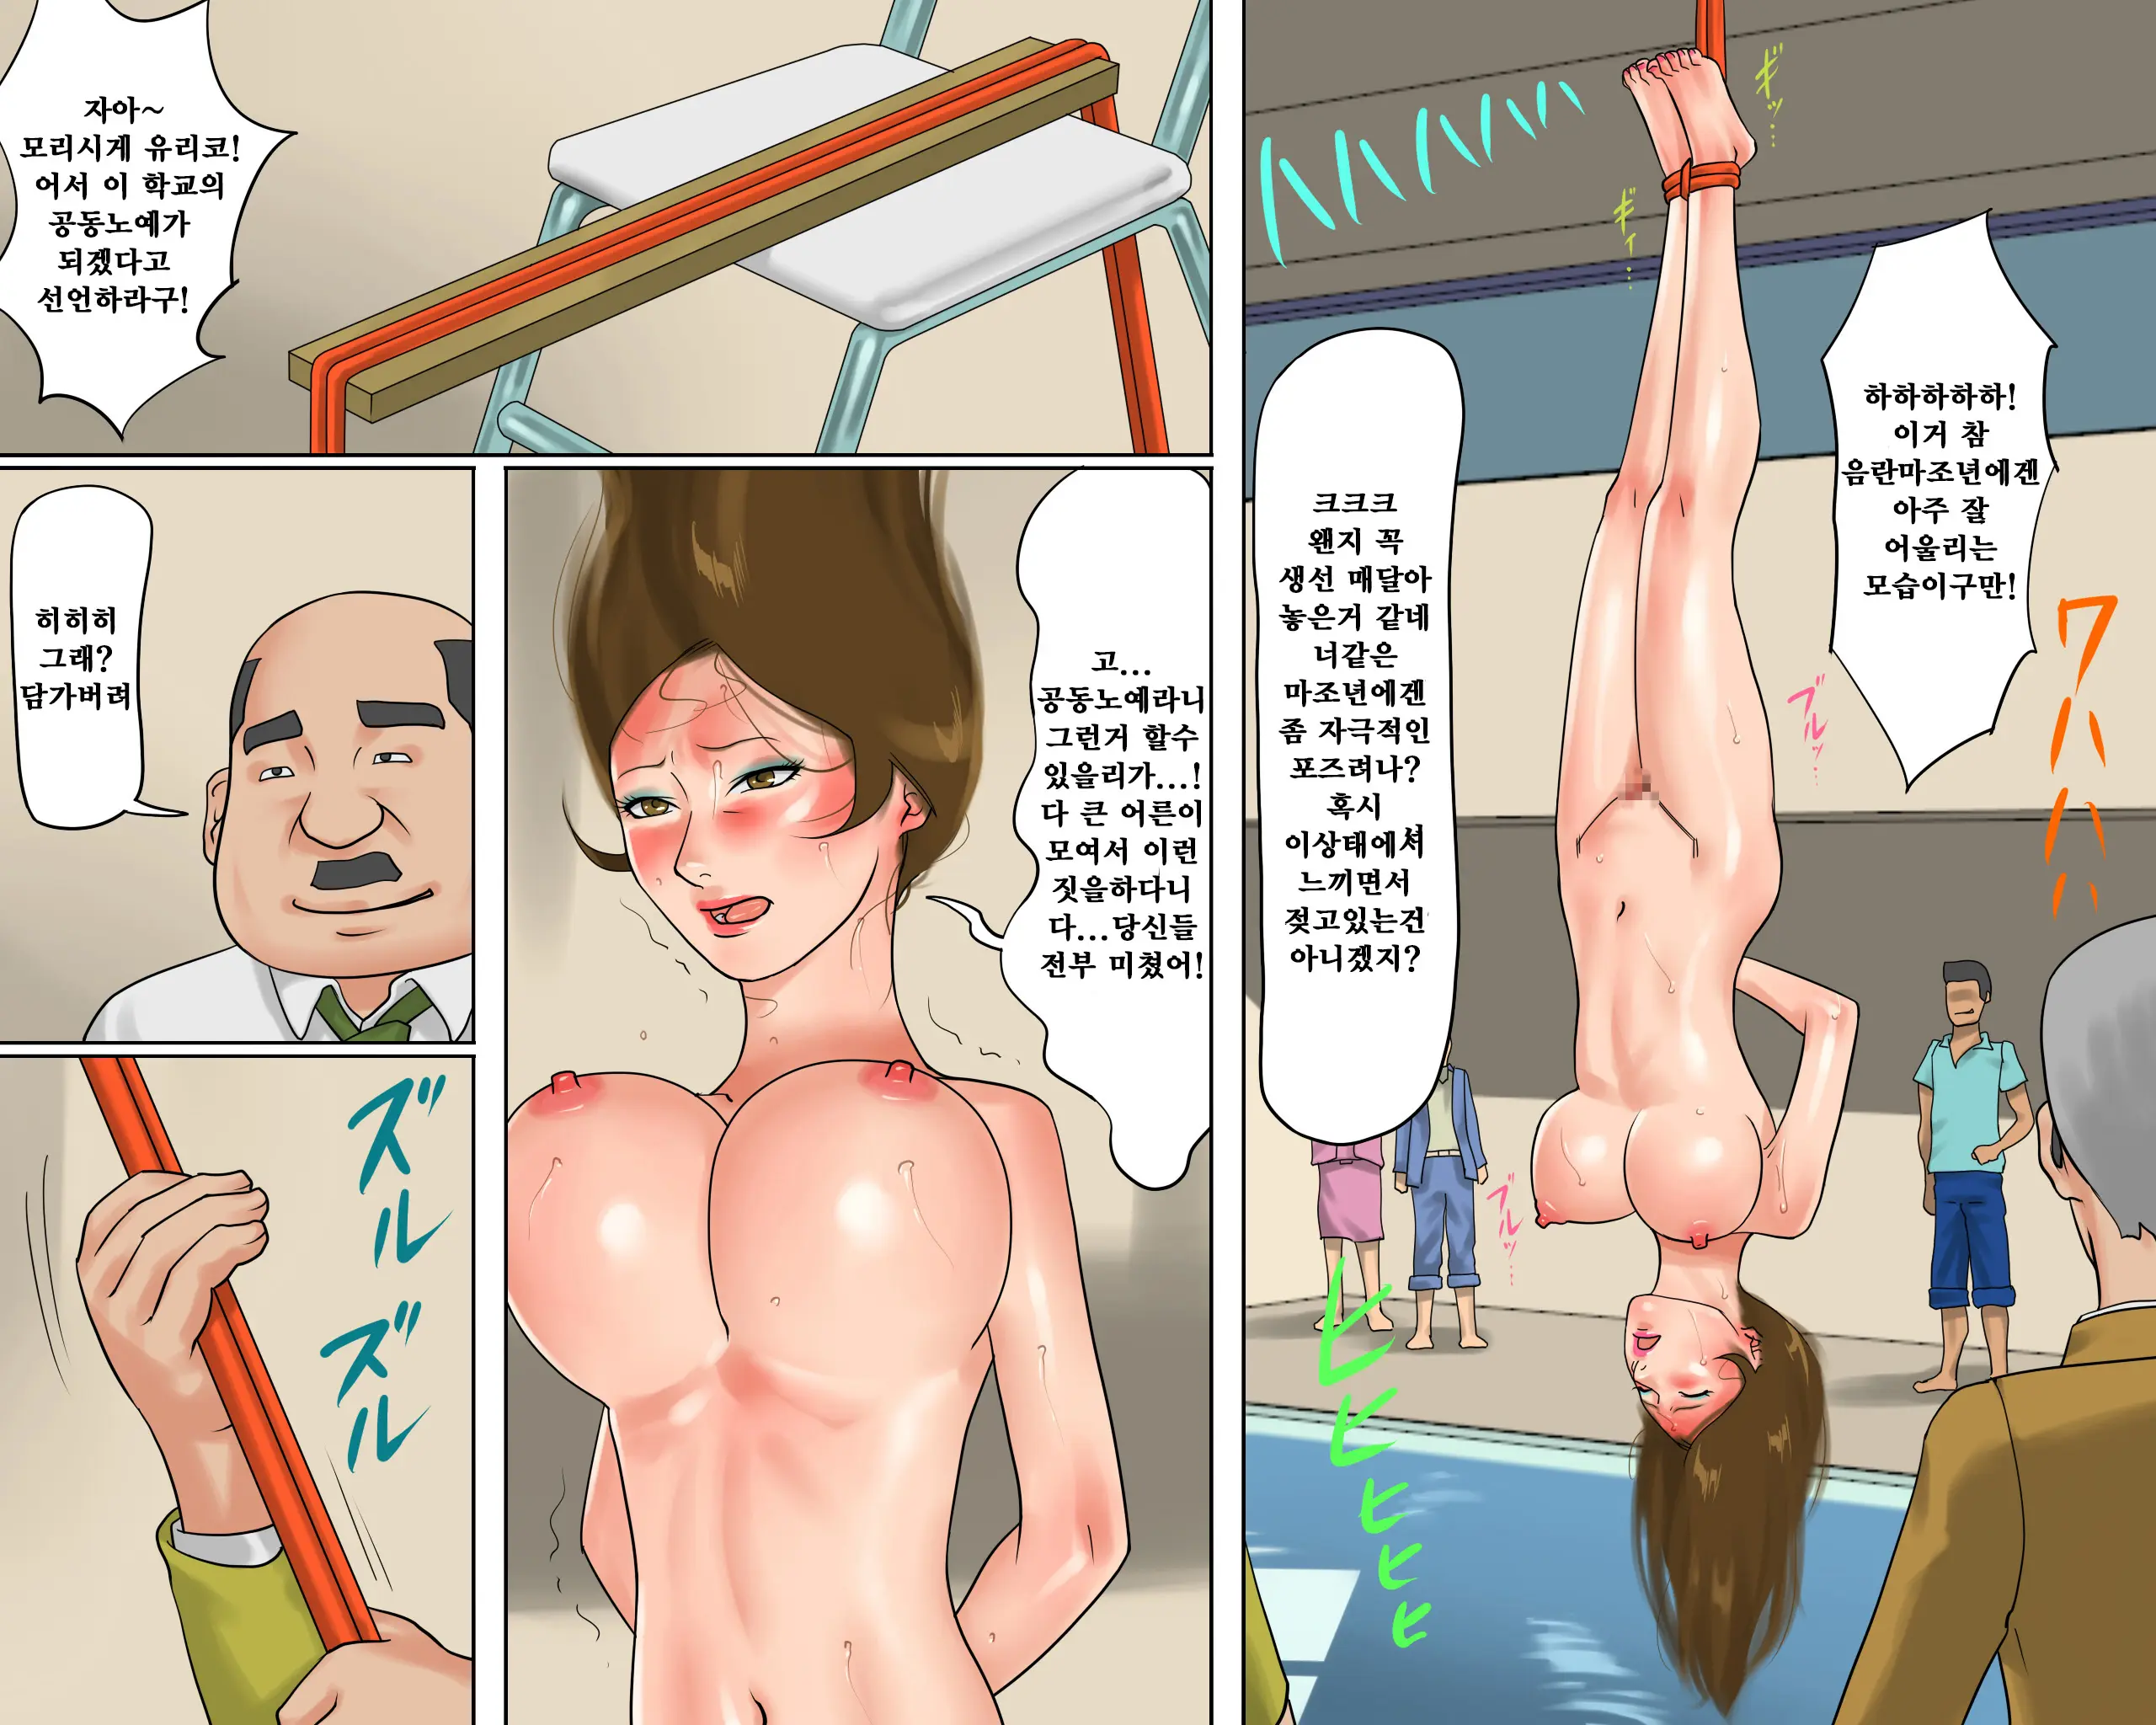 하하하하하!
이거 참
음란마조년에겐
아주 잘
어울리는
모습이구만!
크크크
왠지 꼭
생선 매달아
놓은거 같네
너같은
마조년에겐
좀 자극적인
포즈려나?
혹시
이상태에셔
느끼면서
젖고있는건
아니겠지?
ハハハハハハ
ギッ…
ギィ…
ワハハハ
ブルッ…
ブルッ…
ヒヒヒヒヒ
자아~
모리시게 유리코!
어서 이 학교의
공동노예가
되겠다고
선언하라구!
고...
공동노예라니
그런거 할수
있을리가...!
다 큰 어른이
모여서 이런
짓을하다니
다...당신들
전부 미쳤어!
히히히
그래?
담가버려
ズル
ズル